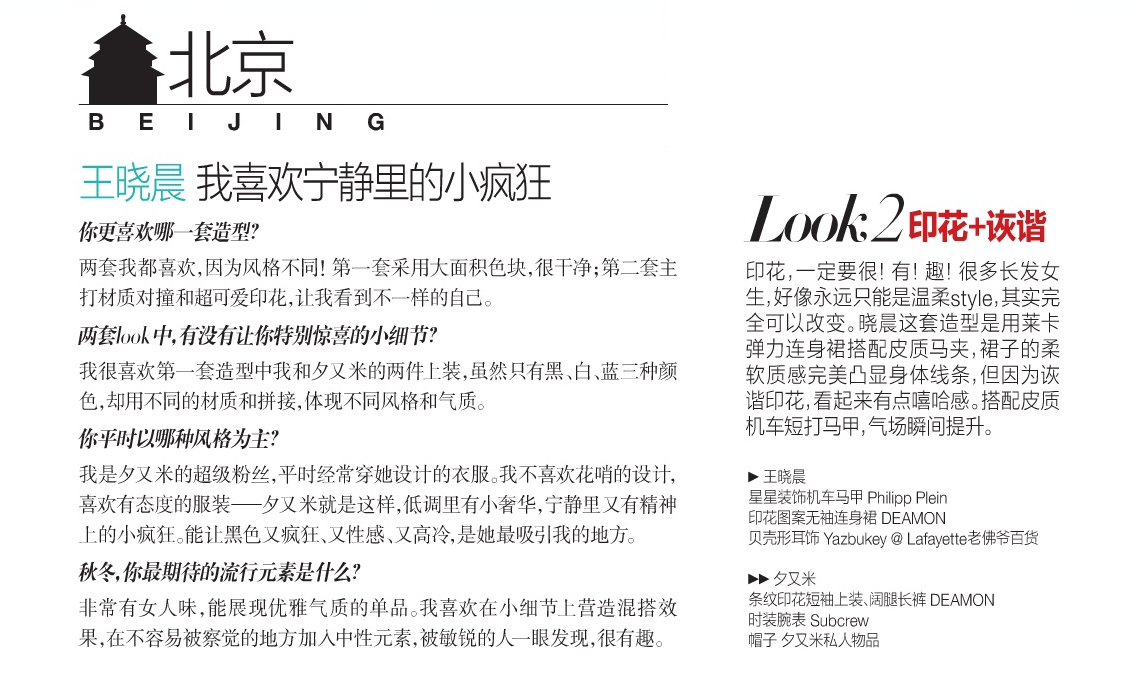 北京
BEIJING
王晓晨 我喜欢宁静里的小疯狂
你更喜欢哪一套造型?
两套我都喜欢,因为风格不同! 第一套采用大面积色块,很干净;第二套主
打材质对撞和超可爱印花,让我看到不一样的自己。
两套look中,有没有让你特别惊喜的小细节?
我很喜欢第一套造型中我和夕又米的两件上装,虽然只有黑、白、蓝三种颜
色,却用不同的材质和拼接,体现不同风格和气质。
你平时以哪种风格为主?
我是夕又米的超级粉丝,平时经常穿她设计的衣服。我不喜欢花哨的设计,
喜欢有态度的服装——夕又米就是这样,低调里有小奢华,宁静里又有精神
上的小疯狂。能让黑色又疯狂、又性感、又高冷,是她最吸引我的地方。
秋冬,你最期待的流行元素是什么?
非常有女人味,能展现优雅气质的单品。我喜欢在小细节上营造混搭效
果,在不容易被察觉的地方加入中性元素,被敏锐的人一眼发现,很有趣。
Look2 印花+诙谐
印花,一定要很! 有! 趣! 很多长发女
生,好像永远只能是温柔style,其实完
全可以改变。晓晨这套造型是用莱卡
弹力连身裙搭配皮质马夹,裙子的柔
软质感完美凸显身体线条,但因为诙
谐印花,看起来有点嘻哈感。搭配皮质
机车短打马甲,气场瞬间提升。
▶ 王晓晨
星星装饰机车马甲 Philipp Plein
印花图案无袖连身裙 DEAMON
贝壳形耳饰 Yazbukey @ Lafayette老佛爷百货
▶▶ 夕又米
条纹印花短袖上装、阔腿长裤 DEAMON
时装腕表 Subcrew
帽子 夕又米私人物品